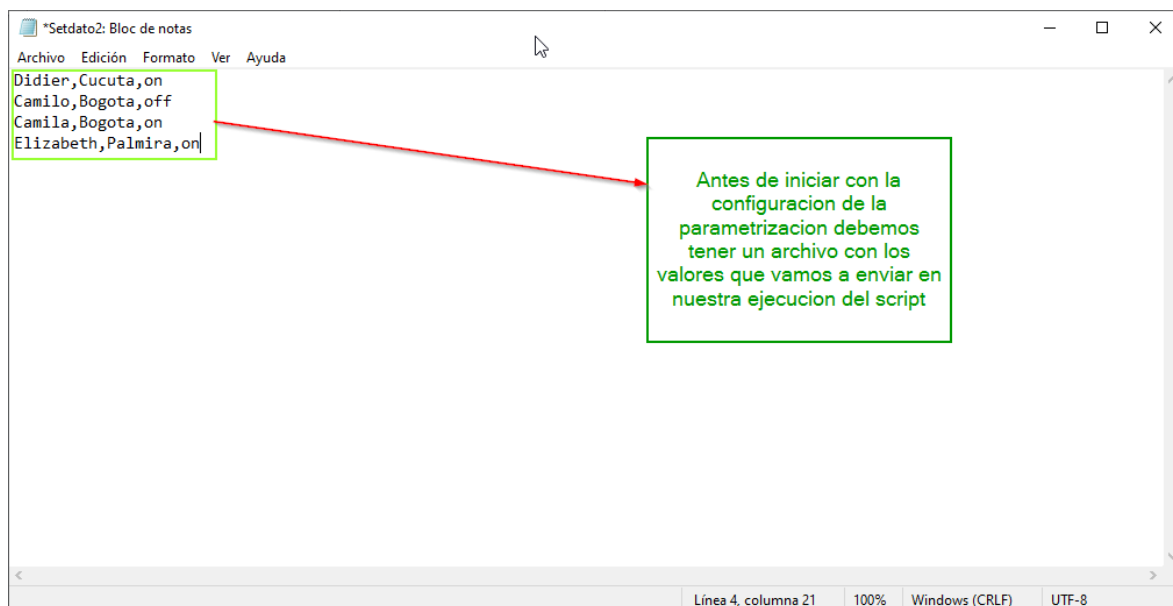 *Setdato2: Bloc de notas
Archivo Edición Formato Ver Ayuda
Didier,Cucuta,on
Camilo,Bogota,off
Camila,Bogota,on
Elizabeth,Palmira,on
Antes de iniciar con la
configuracion de la
parametrizacion debemos
tener un archivo con los
valores que vamos a enviar en
nuestra ejecucion del script
Línea 4, columna 21 100% Windows (CRLF) UTF-8